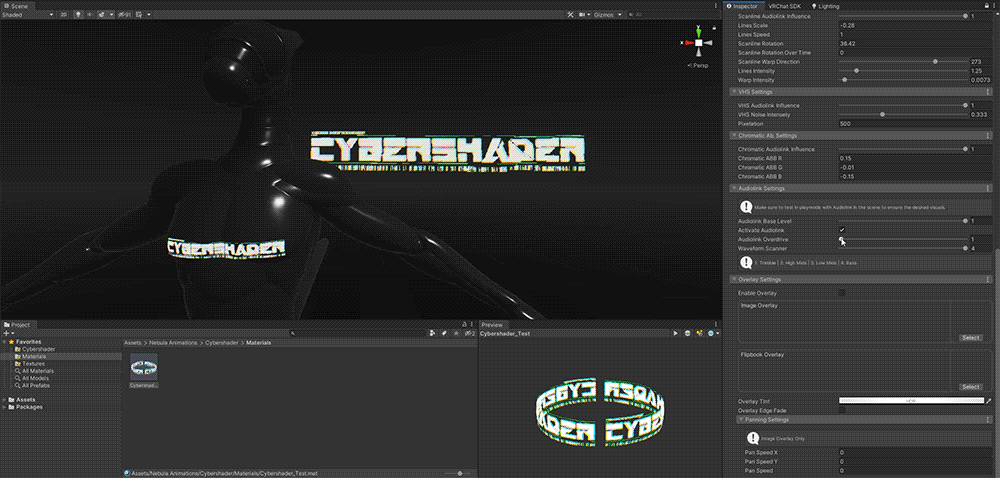 Scene
Shaded
2D
91
Gizmos
All
Y
X
Persp
CYBERSHADER
CYBERSHADER
Project
2
Favorites
Cybershader
Materials
Textures
All Materials
All Models
All Prefabs
Assets
Packages
Assets > Nebula Animations > Cybershader > Materials
Cybershad...
Assets/Nebula Animations/Cybershader/Materials/Cybershader_Test.mat
Preview
Cybershader_Test
Inspector VRChat SDK Lighting
Scanline Audiolink Influence 1
Lines Scale -0.28
Lines Speed 1
Scanline Rotation 36.42
Scanline Rotation Over Time 0
Scanline Warp Direction 273
Lines Intensity 1.25
Warp Intensity 0.0073
VHS Settings
VHS Audiolink Influence 1
VHS Noise Intensety 0.333
Pixelation 500
Chromatic Ab. Settings
Chromatic Audiolink Influence 1
Chromatic ABB R 0.15
Chromatic ABB G -0.01
Chromatic ABB B -0.15
Audiolink Settings
Make sure to test in playmode with Audiolink in the scene to ensure the desired visuals.
Audiolink Base Level 1
Activate Audiolink
Audiolink Overdrive 1
Waveform Scanner 4
1. Trebble | 2. High Mids | 3. Low Mids | 4. Bass
Overlay Settings
Enable Overlay
Image Overlay
Select
Flipbook Overlay
Select
Overlay Tint HDR
Overlay Edge Fade
Panning Settings
Image Overlay Only
Pan Speed X 0
Pan Speed Y 0
Pan Speed 0